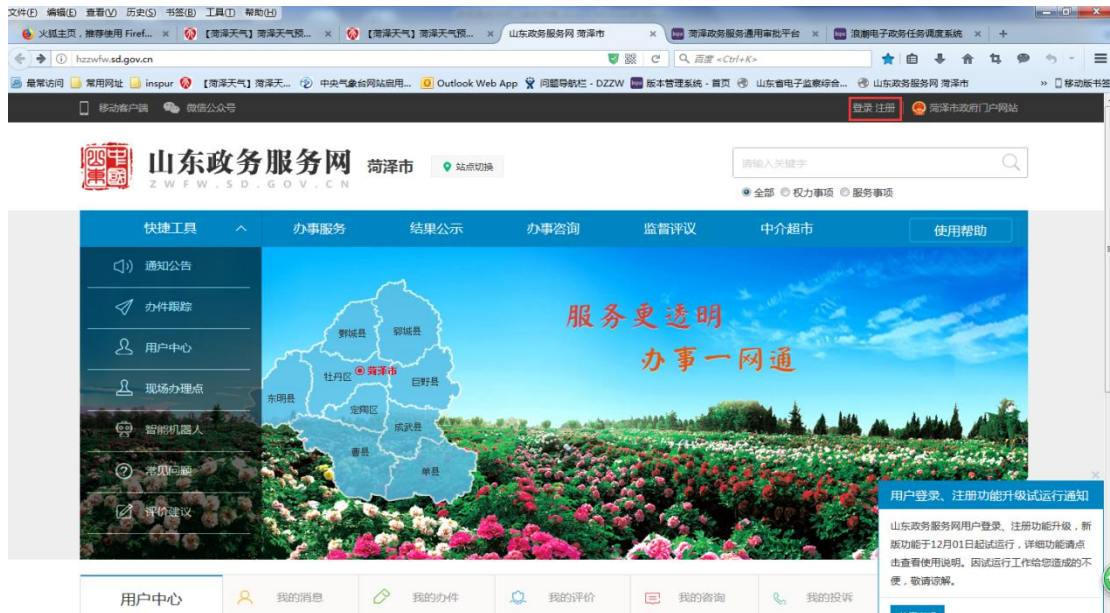 文件(F) 编辑(E) 查看(V) 历史(S) 书签(B) 工具(T) 帮助(H)
火狐主页，推荐使用 Firef... 【菏泽天气】菏泽天气预... 【菏泽天气】菏泽天气预... 山东政务服务网 菏泽市 菏泽政务服务通用审批平台 浪潮电子政务任务调度系统
hzzwfw.sd.gov.cn 百度 <Ctrl+K>
最常访问 常用网址 inspur 【菏泽天气】菏泽天... 中央气象台网站启用... Outlook Web App 问题导航栏 - DZZW 版本管理系统 - 首页 山东省电子监察综合... 山东政务服务网 菏泽市 移动版书签
移动客户端 微信公众号 登录 注册 菏泽市政府门户网站
山东政务服务网 菏泽市 站点切换
ZWFW.SD.GOV.CN
请输入关键字
全部 权力事项 服务事项
快捷工具 办事服务 结果公示 办事咨询 监督评议 中介超市 使用帮助
通知公告
办件跟踪
用户中心
现场办理点
智能机器人
常见问题
评价建议
鄄城县 郓城县
牡丹区 菏泽市 巨野县
东明县 定陶区
成武县
曹县
单县
服务更透明
办事一网通
用户登录、注册功能升级试运行通知
山东政务服务网用户登录、注册功能升级，新
版功能于12月01日起试运行，详细功能请点
击查看使用说明。因试运行工作给您造成的不
便，敬请谅解。
用户中心 我的消息 我的办件 我的评价 我的咨询 我的投诉